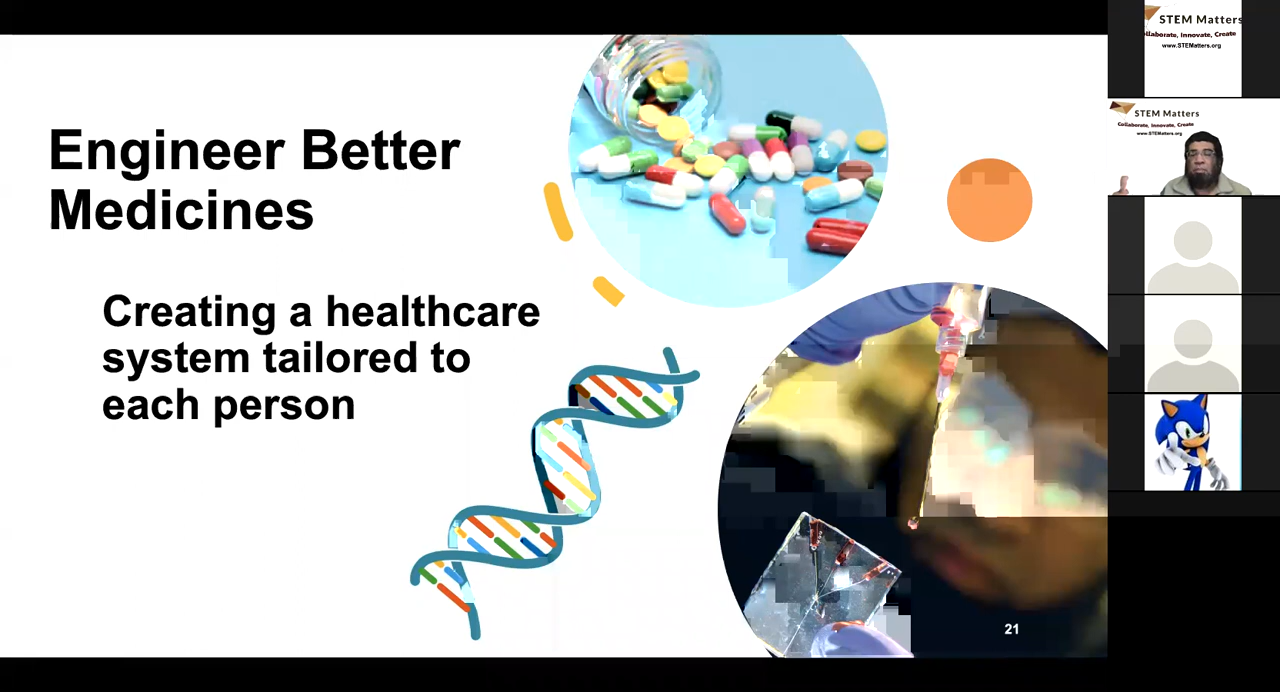 Engineer Better
Medicines
Creating a healthcare
system tailored to
each person
21
STEM Matters
Collaborate, Innovate, Create
www.STEMatters.org
STEM Matters
Collaborate, Innovate, Create
www.STEMatters.org